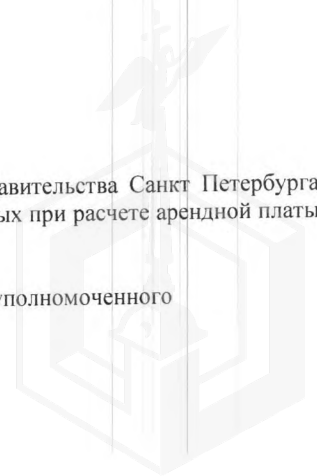 авительства Санкт Петербурга
ых при расчете арендной платы
уполномоченного